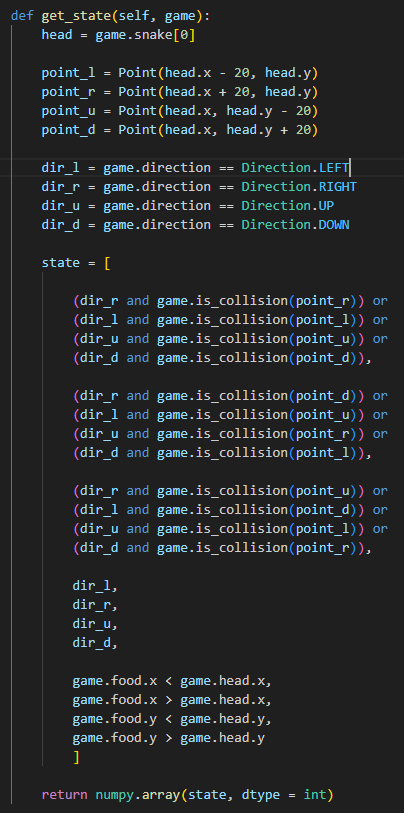 def get_state(self, game):
head = game.snake[0]
point_l = Point(head.x - 20, head.y)
point_r = Point(head.x + 20, head.y)
point_u = Point(head.x, head.y - 20)
point_d = Point(head.x, head.y + 20)
dir_l = game.direction == Direction.LEFT
dir_r = game.direction == Direction.RIGHT
dir_u = game.direction == Direction.UP
dir_d = game.direction == Direction.DOWN
state = [
(dir_r and game.is_collision(point_r)) or
(dir_l and game.is_collision(point_l)) or
(dir_u and game.is_collision(point_u)) or
(dir_d and game.is_collision(point_d)),
(dir_r and game.is_collision(point_d)) or
(dir_l and game.is_collision(point_u)) or
(dir_u and game.is_collision(point_r)) or
(dir_d and game.is_collision(point_l)),
(dir_r and game.is_collision(point_u)) or
(dir_l and game.is_collision(point_d)) or
(dir_u and game.is_collision(point_l)) or
(dir_d and game.is_collision(point_r)),
dir_l,
dir_r,
dir_u,
dir_d,
game.food.x < game.head.x,
game.food.x > game.head.x,
game.food.y < game.head.y,
game.food.y > game.head.y
]
return numpy.array(state, dtype = int)